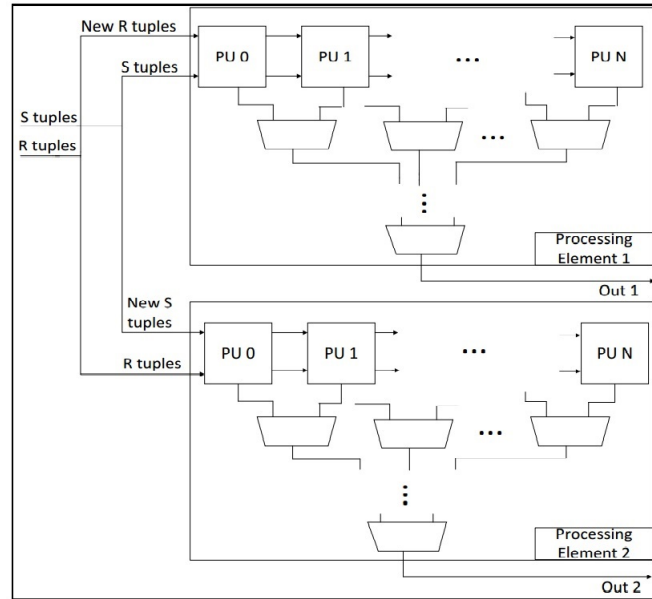 New R tuples
S tuples
S tuples
R tuples
PU 0
PU 1
...
PU N
...
...
Processing
Element 1
Out 1
New S
tuples
R tuples
PU 0
PU 1
...
PU N
...
...
Processing
Element 2
Out 2